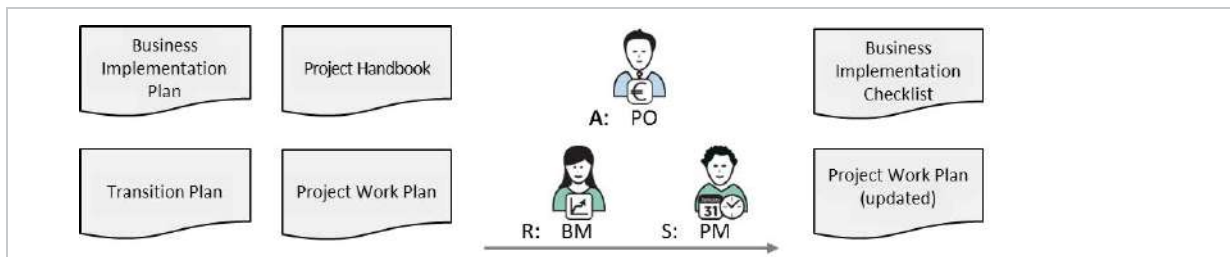 Business
Implementation
Plan
Project Handbook
A: PO
Business
Implementation
Checklist
Transition Plan
Project Work Plan
31
R: BM
S: PM
Project Work Plan
(updated)